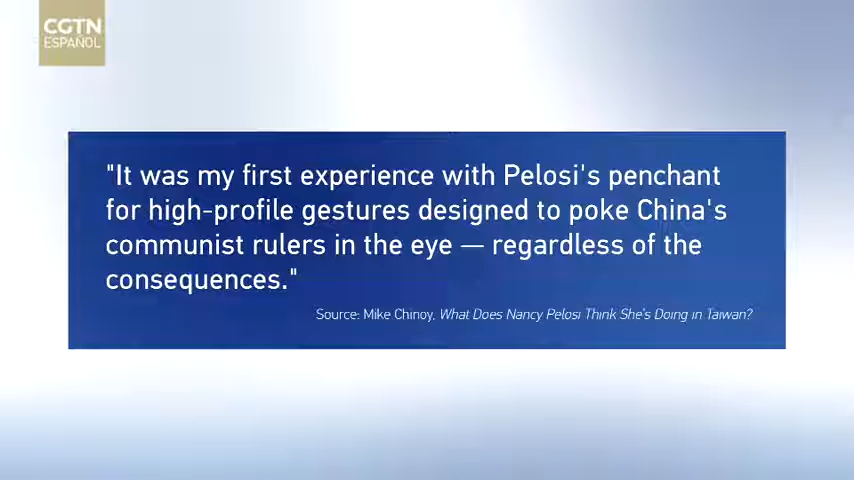 CGTN
ESPAÑOL
"It was my first experience with Pelosi's penchant
for high-profile gestures designed to poke China's
communist rulers in the eye — regardless of the
consequences."
Source: Mike Chinoy, What Does Nancy Pelosi Think She's Doing in Taiwan?